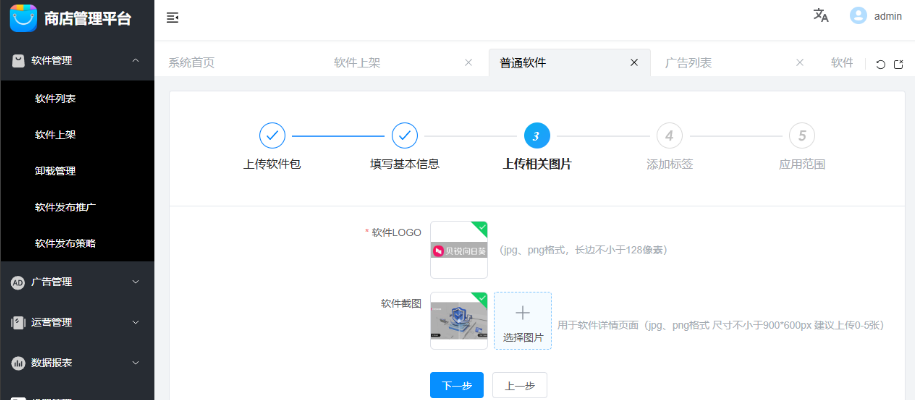 商店管理平台
admin
软件管理
系统首页
软件上架
普通软件
广告列表
软件
软件列表
软件上架
卸载管理
软件发布推广
软件发布策略
广告管理
运营管理
数据报表
3
4
5
上传软件包
填写基本信息
上传相关图片
添加标签
应用范围
* 软件LOGO
贝锐向日葵
（jpg、png格式，长边不小于128像素）
软件截图
选择图片
用于软件详情页面（jpg、png格式 尺寸不小于900*600px 建议上传0-5张）
下一步
上一步